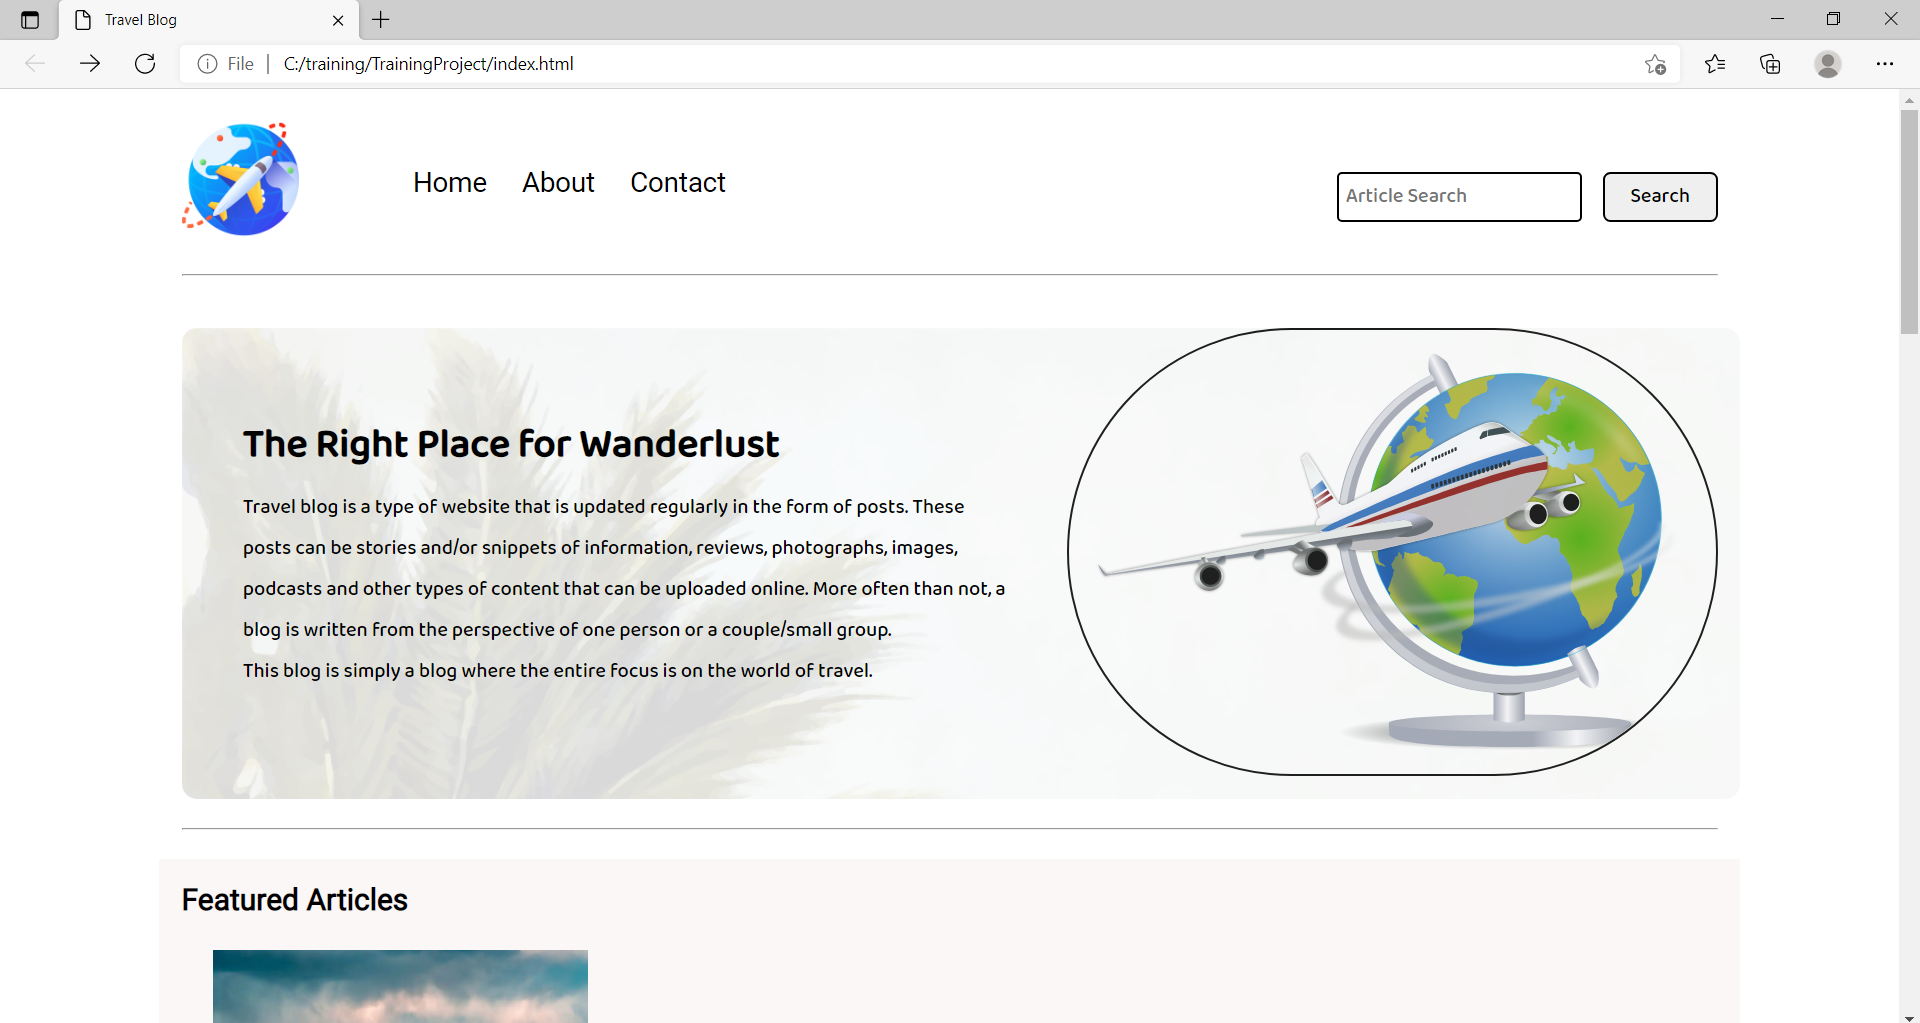 Travel Blog
File
C:/training/TrainingProject/index.html
Home About Contact
Article Search
Search
The Right Place for Wanderlust
Travel blog is a type of website that is updated regularly in the form of posts. These
posts can be stories and/or snippets of information, reviews, photographs, images,
podcasts and other types of content that can be uploaded online. More often than not, a
blog is written from the perspective of one person or a couple/small group.
This blog is simply a blog where the entire focus is on the world of travel.
Featured Articles